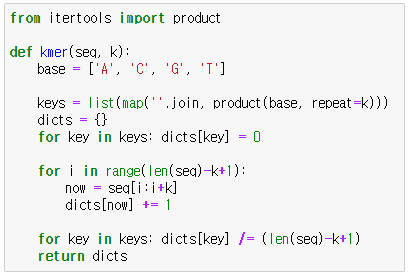 from itertools import product

def kmer(seq, k):
    base = ['A', 'C', 'G', 'T']

    keys = list(map(''.join, product(base, repeat=k)))
    dicts = {}
    for key in keys: dicts[key] = 0

    for i in range(len(seq)-k+1):
        now = seq[i:i+k]
        dicts[now] += 1

    for key in keys: dicts[key] /= (len(seq)-k+1)
    return dicts